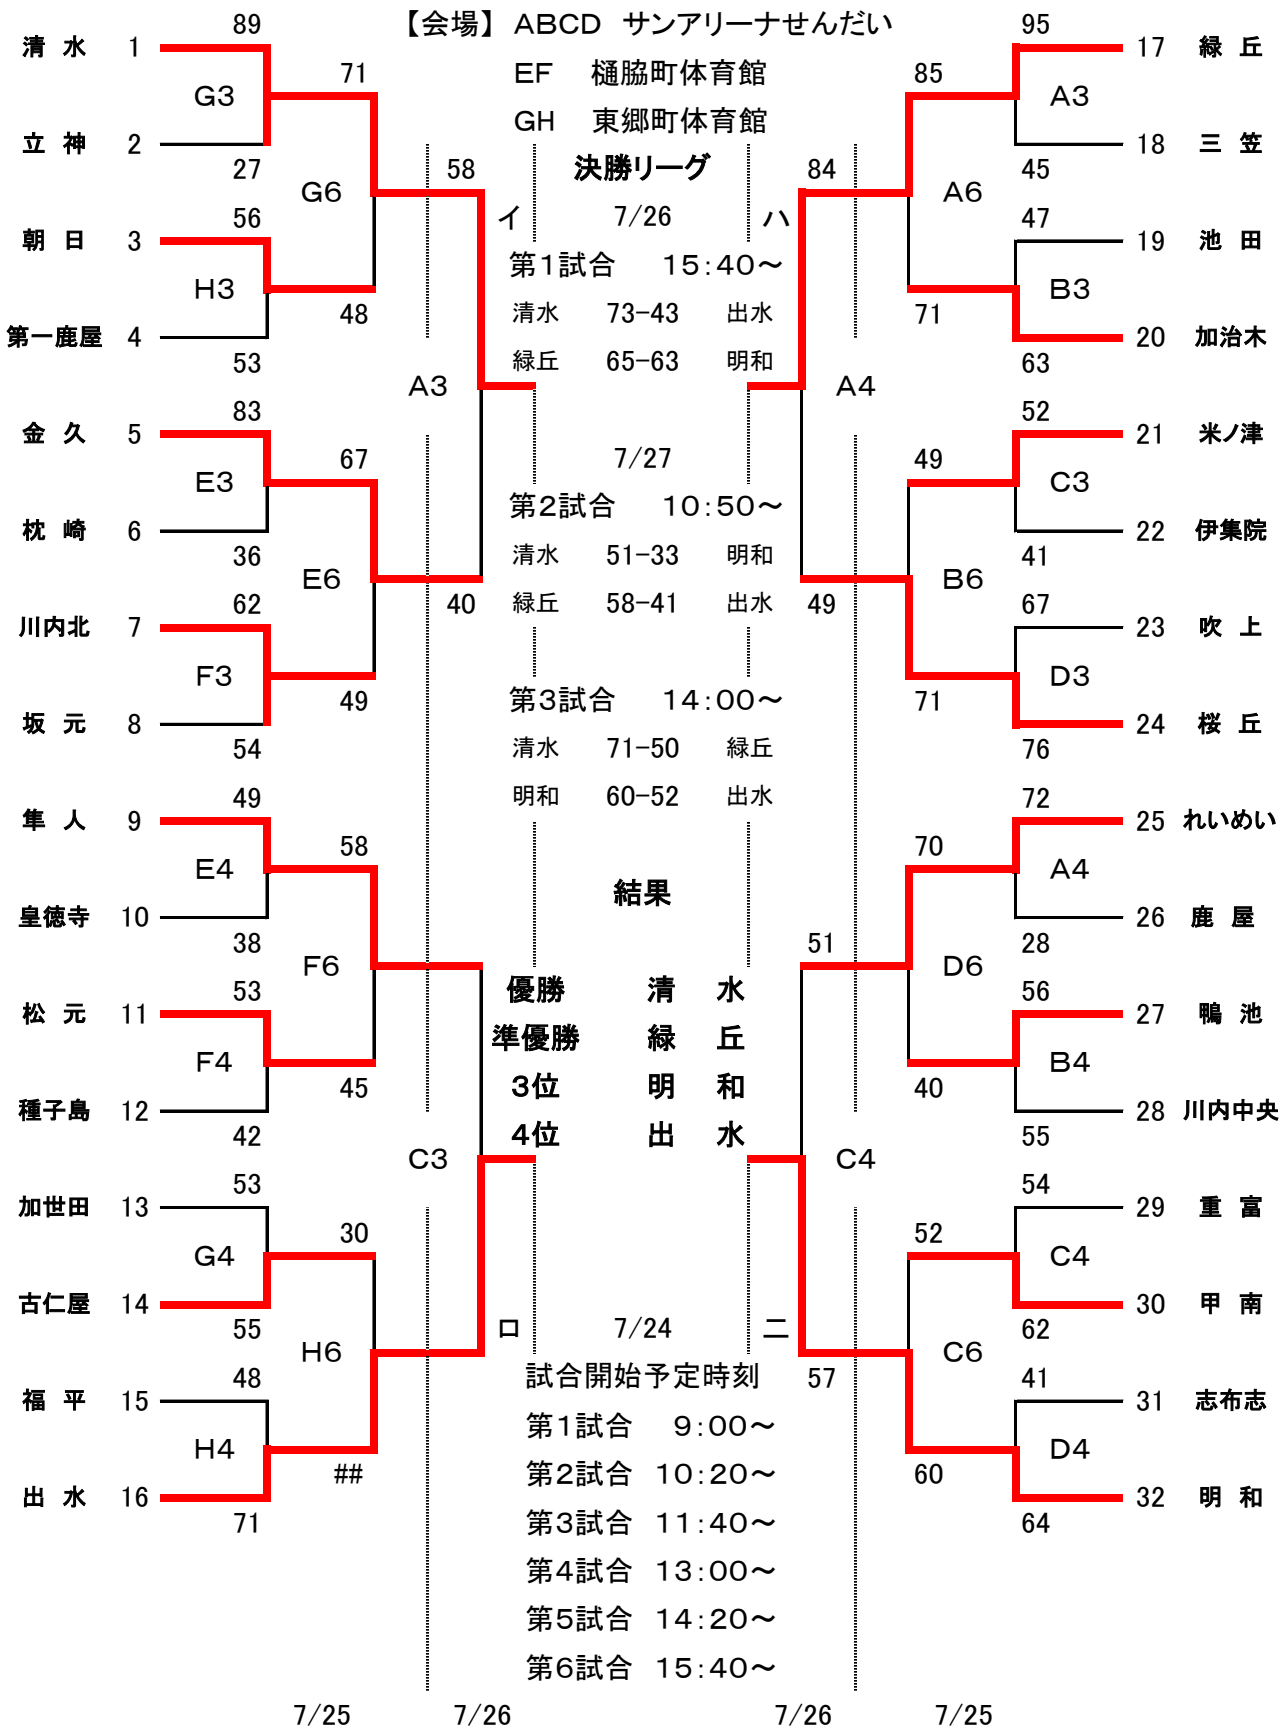 【会場】 ABCD サンアリーナせんだい
EF 樋脇町体育館
GH 東郷町体育館
決勝リーグ
イ 7/26 ハ
第1試合 15:40～
清水 73-43 出水
緑丘 65-63 明和
7/27
第2試合 10:50～
清水 51-33 明和
緑丘 58-41 出水
第3試合 14:00～
清水 71-50 緑丘
明和 60-52 出水
結果
優勝 清 水
準優勝 緑 丘
3位 明 和
4位 出 水
ロ 7/24 ニ
試合開始予定時刻
第1試合 9:00～
第2試合 10:20～
第3試合 11:40～
第4試合 13:00～
第5試合 14:20～
第6試合 15:40～
89
清 水 1
G3
71
立 神 2
27
G6
58
56
朝 日 3
H3
48
第一鹿屋 4
53
A3
83
金 久 5
E3
67
枕 崎 6
36
E6
40
62
川内北 7
F3
49
坂 元 8
54
49
隼 人 9
E4
58
皇徳寺 10
38
F6
53
松 元 11
F4
45
種子島 12
42
C3
53
加世田 13
G4
30
古仁屋 14
55
H6
48
福 平 15
H4
##
出 水 16
71
95
17 緑 丘
85
A3
18 三 笠
45
84
A6
47
19 池 田
B3
71
20 加治木
63
A4
52
21 米ノ津
49
C3
22 伊集院
41
B6
49
67
23 吹 上
D3
71
24 桜 丘
76
72
25 れいめい
70
A4
26 鹿 屋
28
51
D6
56
27 鴨 池
B4
40
28 川内中央
55
C4
54
29 重 富
52
C4
30 甲 南
62
C6
57
41
31 志布志
D4
60
32 明 和
64
7/25 7/26 7/26 7/25